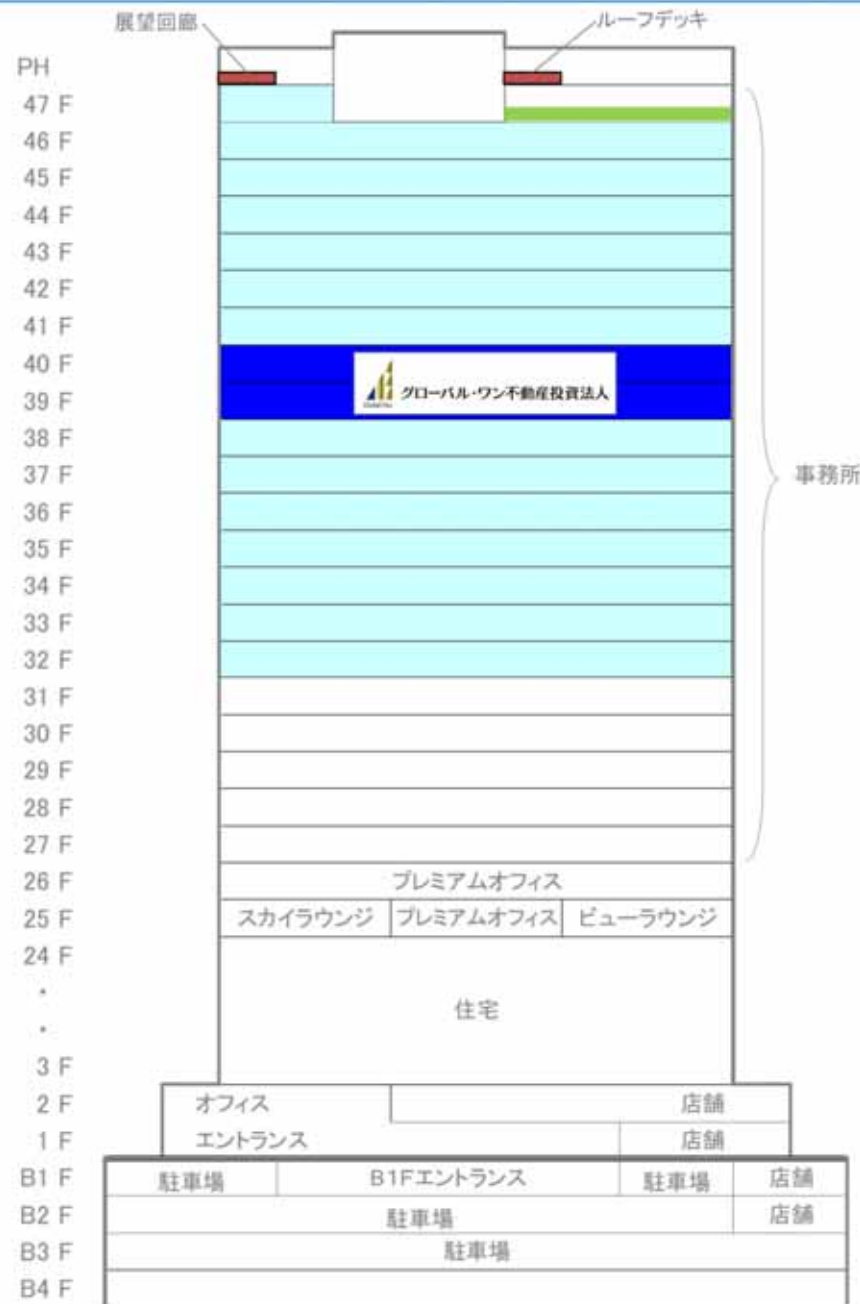 展望回廊 ルーフデッキ
PH
47 F
46 F
45 F
44 F
43 F
42 F
41 F
40 F
グローバル・ワン不動産投資法人
39 F
38 F
37 F 事務所
36 F
35 F
34 F
33 F
32 F
31 F
30 F
29 F
28 F
27 F
26 F プレミアムオフィス
25 F スカイラウンジ プレミアムオフィス ビューラウンジ
24 F
・
住宅
・
3 F
2 F オフィス 店舗
1 F エントランス 店舗
B1 F 駐車場 B1Fエントランス 駐車場 店舗
B2 F 駐車場 店舗
B3 F 駐車場
B4 F